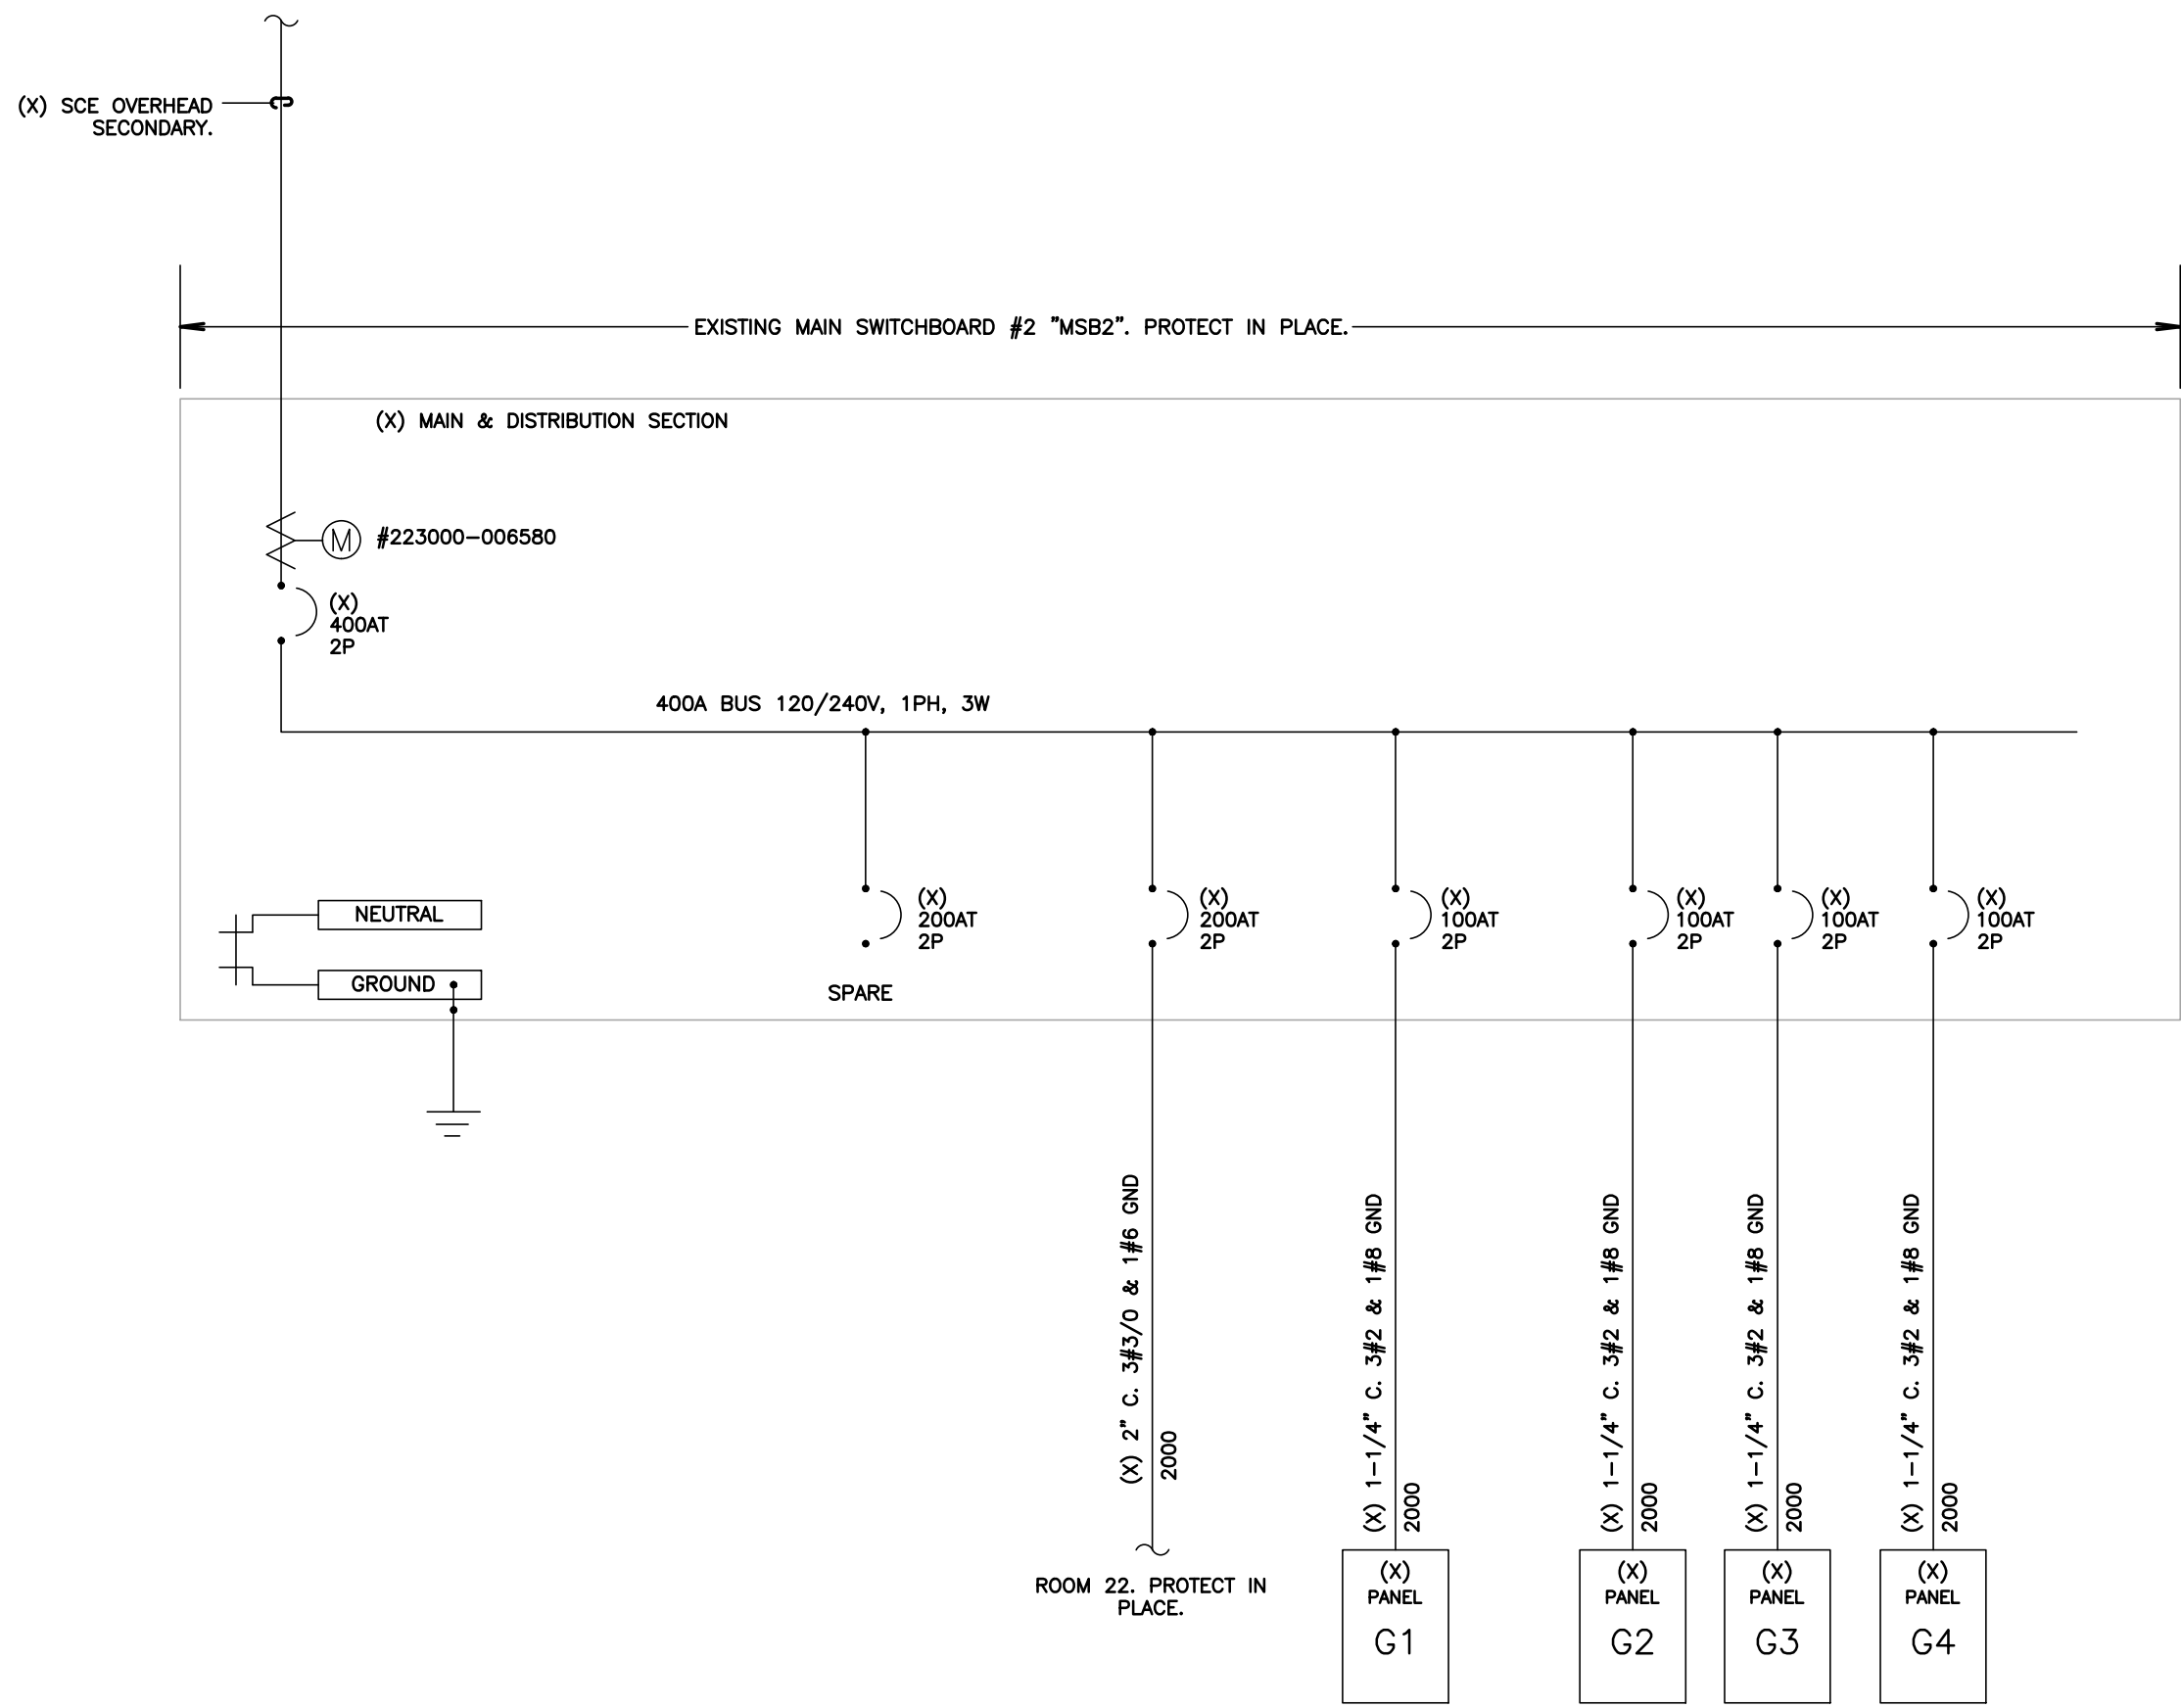 (X) SCE OVERHEAD
SECONDARY.
EXISTING MAIN SWITCHBOARD #2 "MSB2". PROTECT IN PLACE.
(X) MAIN & DISTRIBUTION SECTION
M
#223000-006580
(X)
400AT
2P
400A BUS 120/240V, 1PH, 3W
NEUTRAL
GROUND
(X)
200AT
2P
SPARE
(X)
200AT
2P
(X)
100AT
2P
(X)
100AT
2P
(X)
100AT
2P
(X)
100AT
2P
(X) 2" C. 3#3/0 & 1#6 GND
2000
(X) 1-1/4" C. 3#2 & 1#8 GND
2000
(X) 1-1/4" C. 3#2 & 1#8 GND
2000
(X) 1-1/4" C. 3#2 & 1#8 GND
2000
(X) 1-1/4" C. 3#2 & 1#8 GND
2000
ROOM 22. PROTECT IN
PLACE.
(X)
PANEL
G1
(X)
PANEL
G2
(X)
PANEL
G3
(X)
PANEL
G4